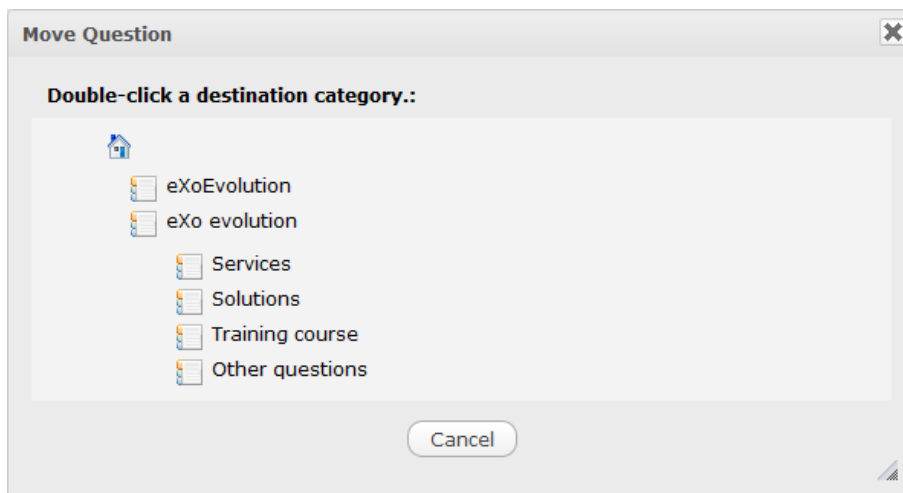 Move Question
Double-click a destination category.:
eXoEvolution
eXo evolution
Services
Solutions
Training course
Other questions
Cancel